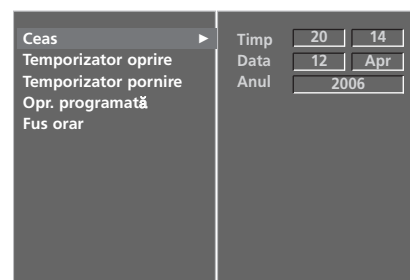 Ceas ►
Temporizator oprire
Temporizator pornire
Opr. programată
Fus orar
Timp 20 14
Data 12 Apr
Anul 2006